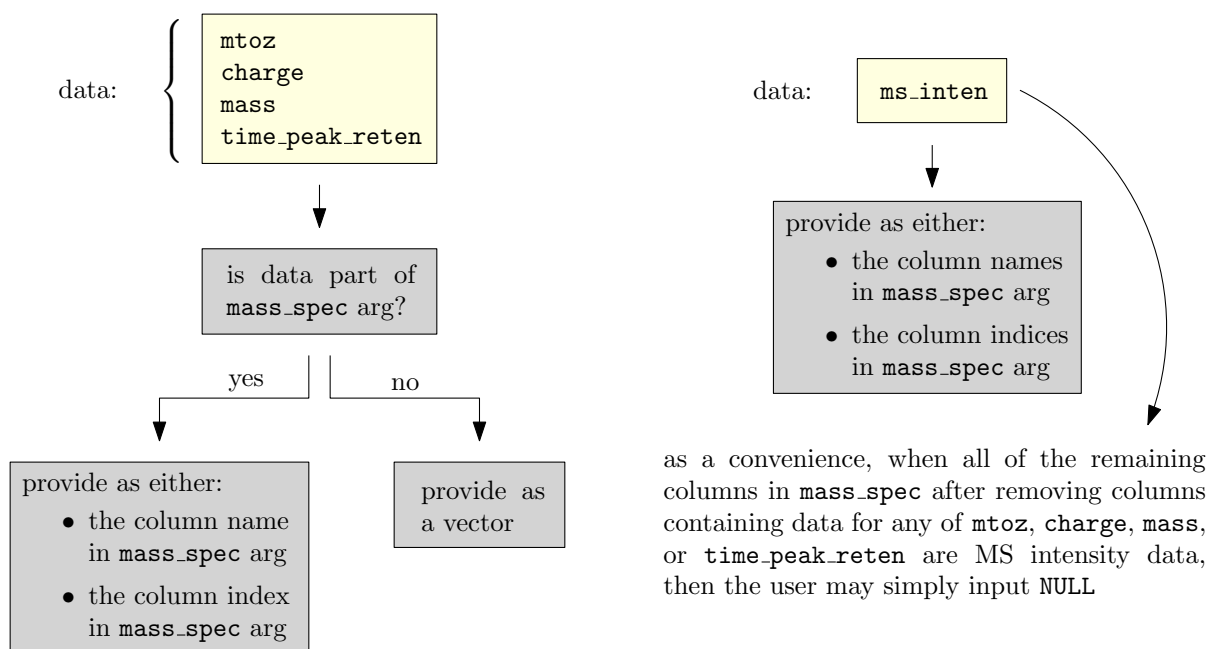 data:
mtoz
charge
mass
time_peak_reten
is data part of
mass_spec arg?
yes
no
provide as either:
• the column name
in mass_spec arg
• the column index
in mass_spec arg
provide as
a vector
data:
ms_inten
provide as either:
• the column names
in mass_spec arg
• the column indices
in mass_spec arg
as a convenience, when all of the remaining
columns in mass_spec after removing columns
containing data for any of mtoz, charge, mass,
or time_peak_reten are MS intensity data,
then the user may simply input NULL